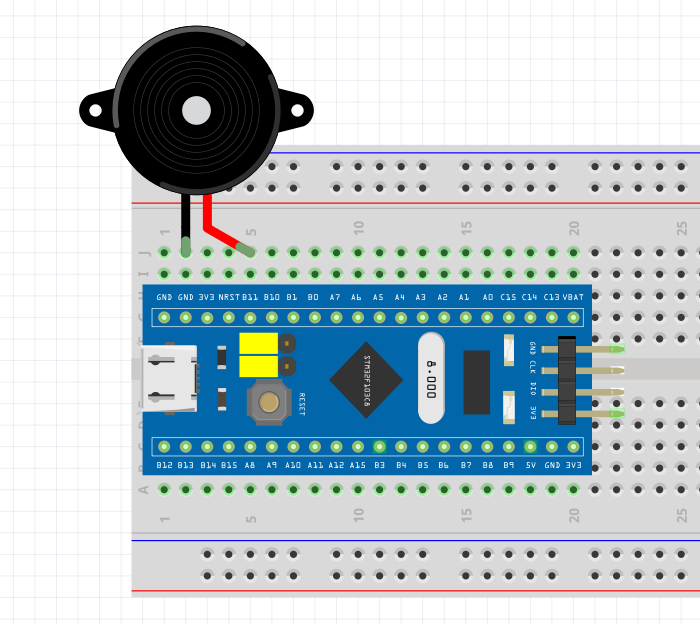 1 5 10 15 20 25
J
I
GND GND 3V3 NRST B11 B10 B1 B0 A7 A6 A5 A4 A3 A2 A1 A0 C15 C14 C13 VBAT
GND
CLK
DIO
3V3
STM32F103C8
8.000
RESET
B12 B13 B14 B15 A8 A9 A10 A11 A12 A15 B3 B4 B5 B6 B7 B8 B9 5V GND 3V3
A
1 5 10 15 20 25